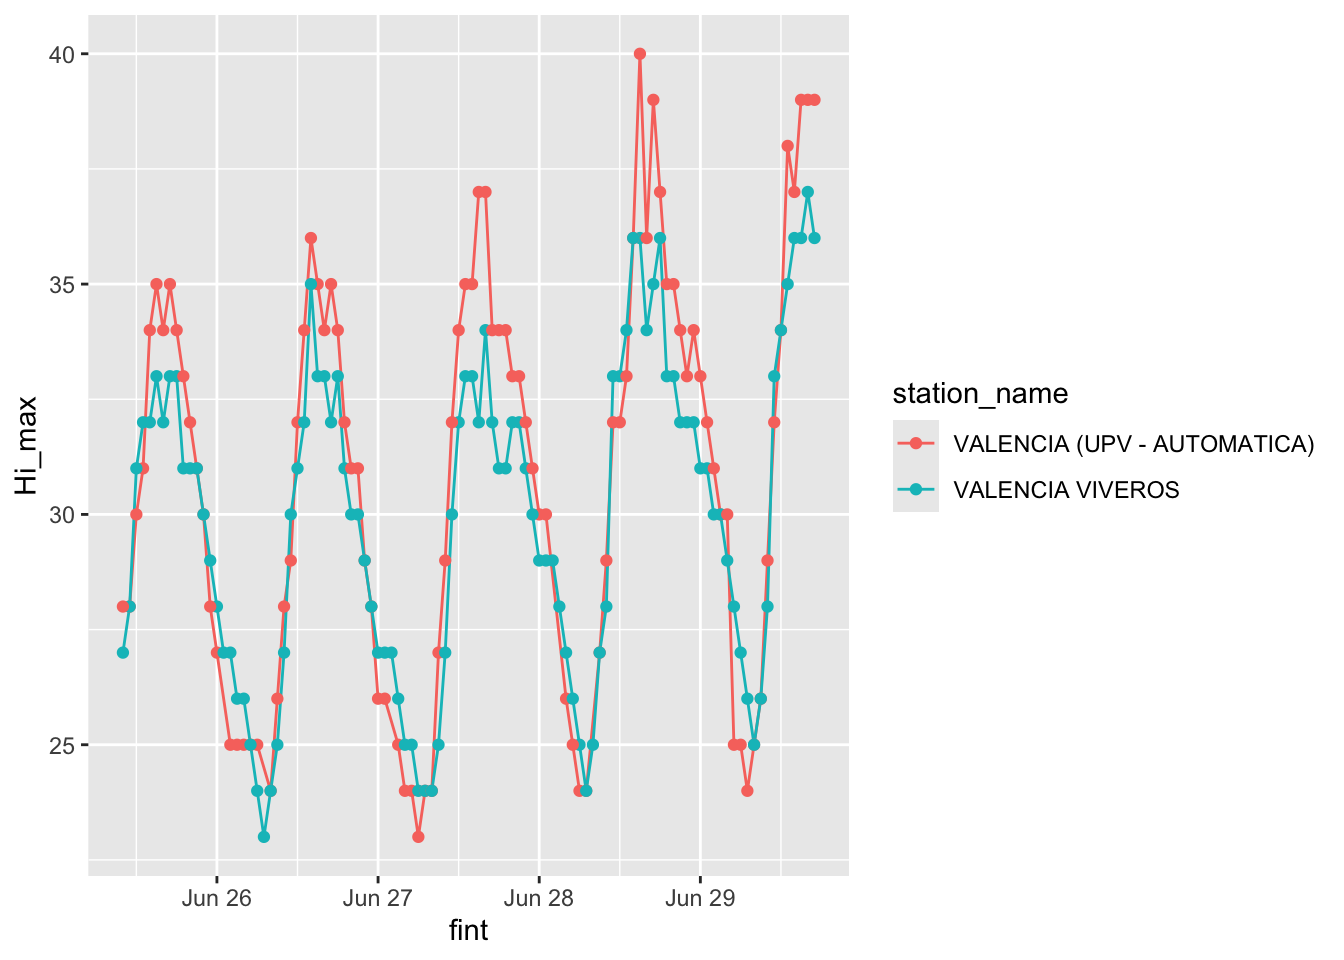 40
35
30
25
Hi_max
Jun 26
Jun 27
Jun 28
Jun 29
fint
station_name
VALENCIA (UPV - AUTOMATICA)
VALENCIA VIVEROS